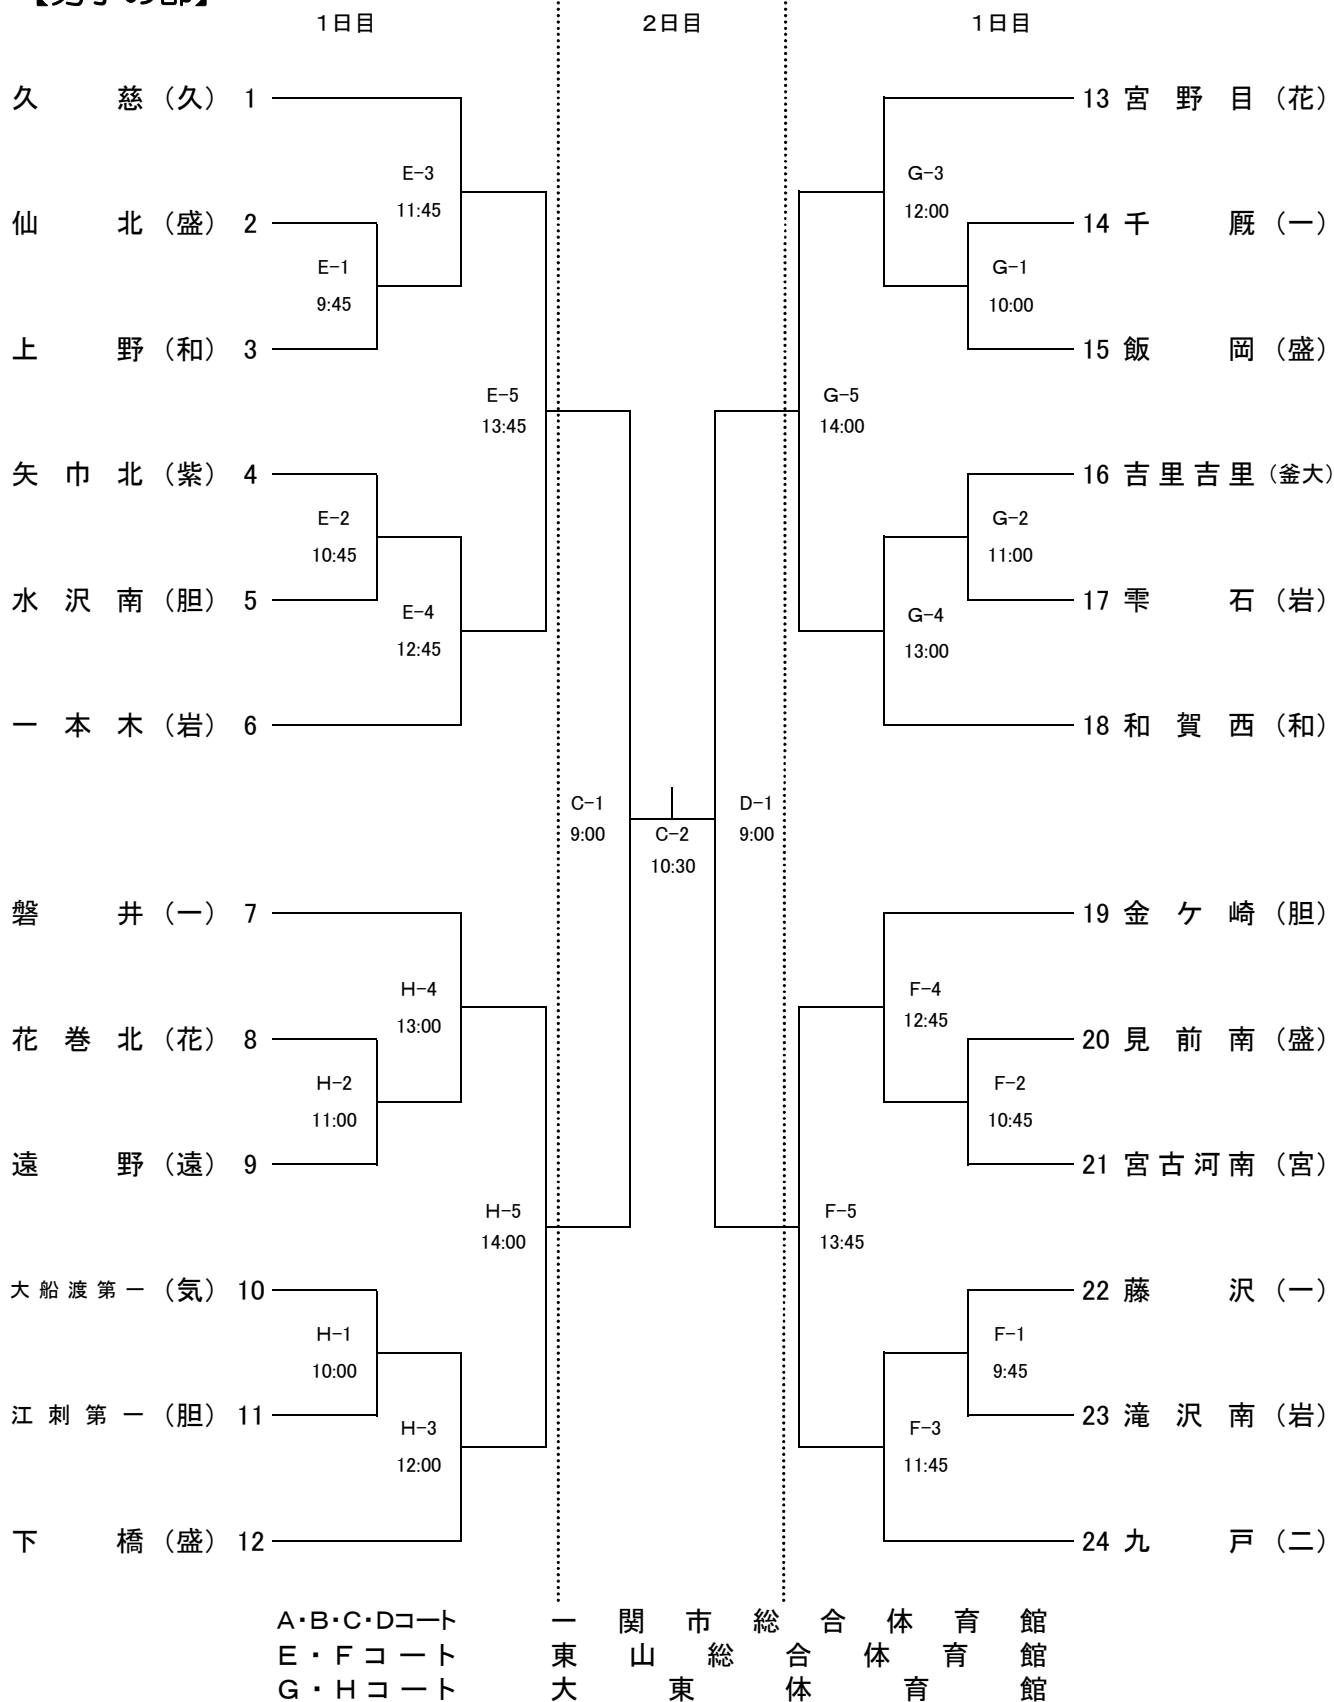 【男子の部】
1日目 2日目 1日目
久慈(久) 1
13 宮野目(花)
E-3
11:45
G-3
12:00
仙北(盛) 2
14 千厩(一)
E-1
9:45
G-1
10:00
上野(和) 3
15 飯岡(盛)
E-5
13:45
G-5
14:00
矢巾北(紫) 4
16 吉里吉里(釜大)
E-2
10:45
G-2
11:00
水沢南(胆) 5
17 雫石(岩)
E-4
12:45
G-4
13:00
一本木(岩) 6
18 和賀西(和)
C-1
9:00
C-2
10:30
D-1
9:00
磐井(一) 7
19 金ケ崎(胆)
H-4
13:00
F-4
12:45
花巻北(花) 8
20 見前南(盛)
H-2
11:00
F-2
10:45
遠野(遠) 9
21 宮古河南(宮)
H-5
14:00
F-5
13:45
大船渡第一(気) 10
22 藤沢(一)
H-1
10:00
F-1
9:45
江刺第一(胆) 11
23 滝沢南(岩)
H-3
12:00
F-3
11:45
下橋(盛) 12
24 九戸(二)
A・B・C・Dコート 一関市総合体育館
E・Fコート 東山総合体育館
G・Hコート 大東体育館